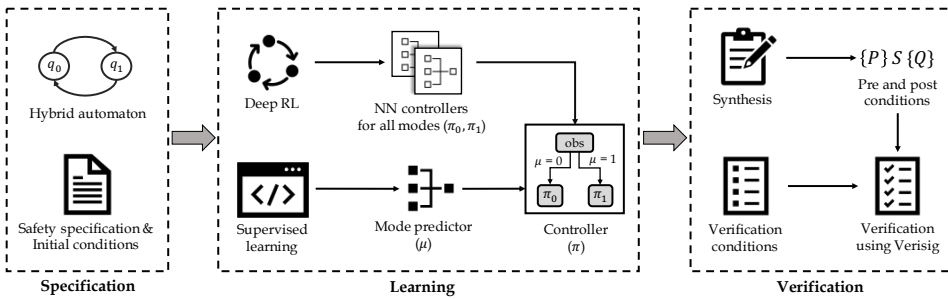 q0
q1
Hybrid automaton
Safety specification &
Initial conditions
Specification
Deep RL
NN controllers
for all modes (π0, π1)
</>
Supervised
learning
Mode predictor
(μ)
obs
μ = 0
μ = 1
π0
π1
Controller
(π)
Learning
Synthesis
{P} S {Q}
Pre and post
conditions
Verification
conditions
Verification
using Verisig
Verification